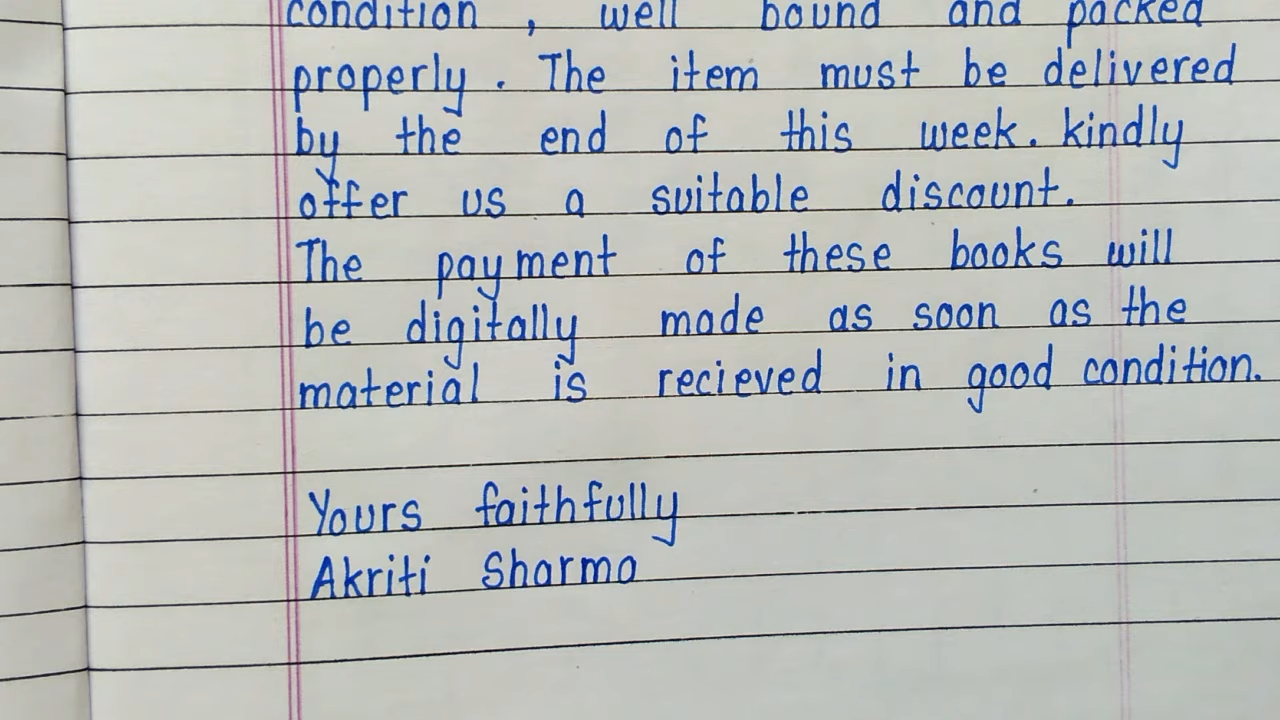 condition , well bound and packed
properly . The item must be delivered
by the end of this week. kindly
offer us a suitable discount.
The payment of these books will
be digitally made as soon as the
material is recieved in good condition.
Yours faithfully
Akriti Sharma